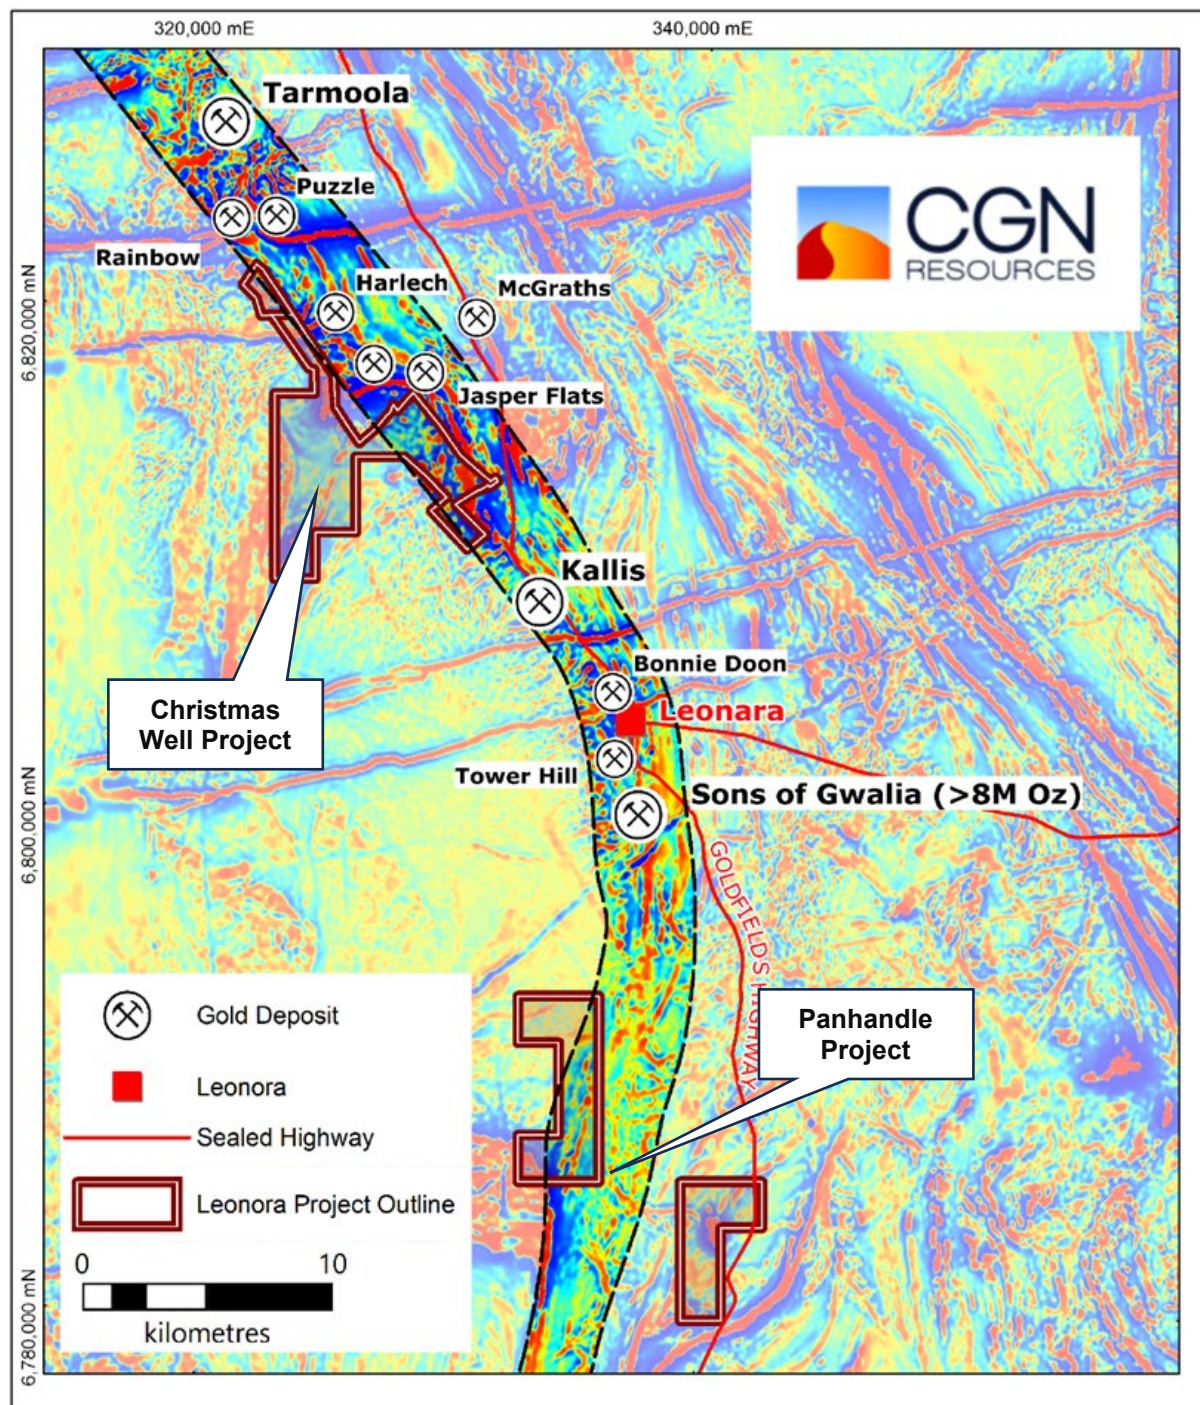 320,000 mE
340,000 mE
Tarmoola
CGN
RESOURCES
Puzzle
Rainbow
Harlech
McGraths
6,820,000 mN
Jasper Flats
Kallis
Bonnie Doon
Christmas
Well Project
Leonara
Tower Hill
Sons of Gwalia (>8M Oz)
6,800,000 mN
GOLDFIELD'S HIGHWAY
Gold Deposit
Panhandle
Project
Leonora
Sealed Highway
Leonora Project Outline
0
10
kilometres
6,780,000 mN